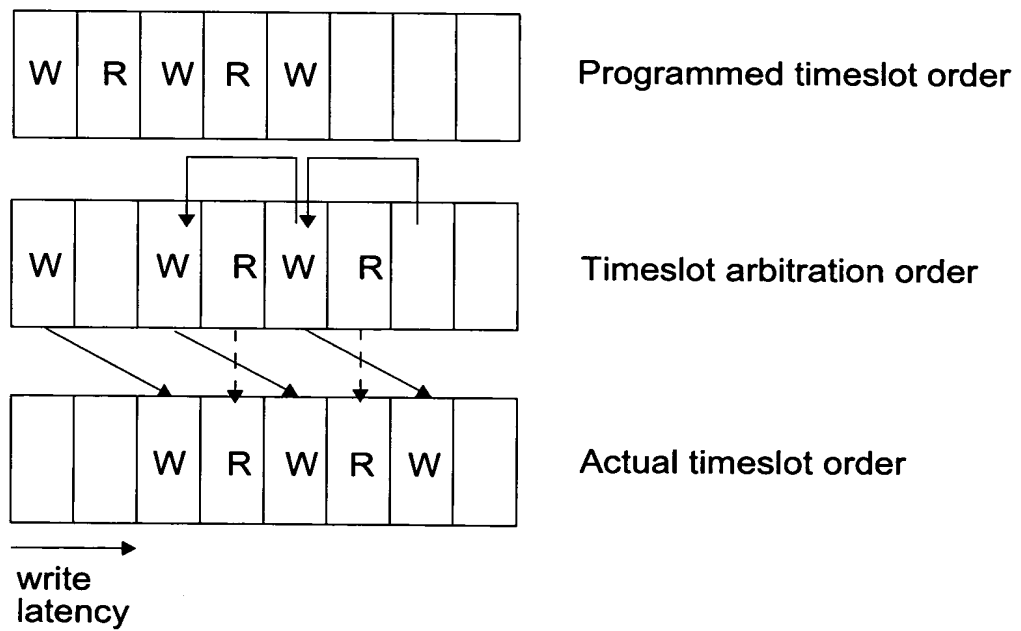 W R W R W
Programmed timeslot order
W W R W R
Timeslot arbitration order
W R W R W
Actual timeslot order
write
latency